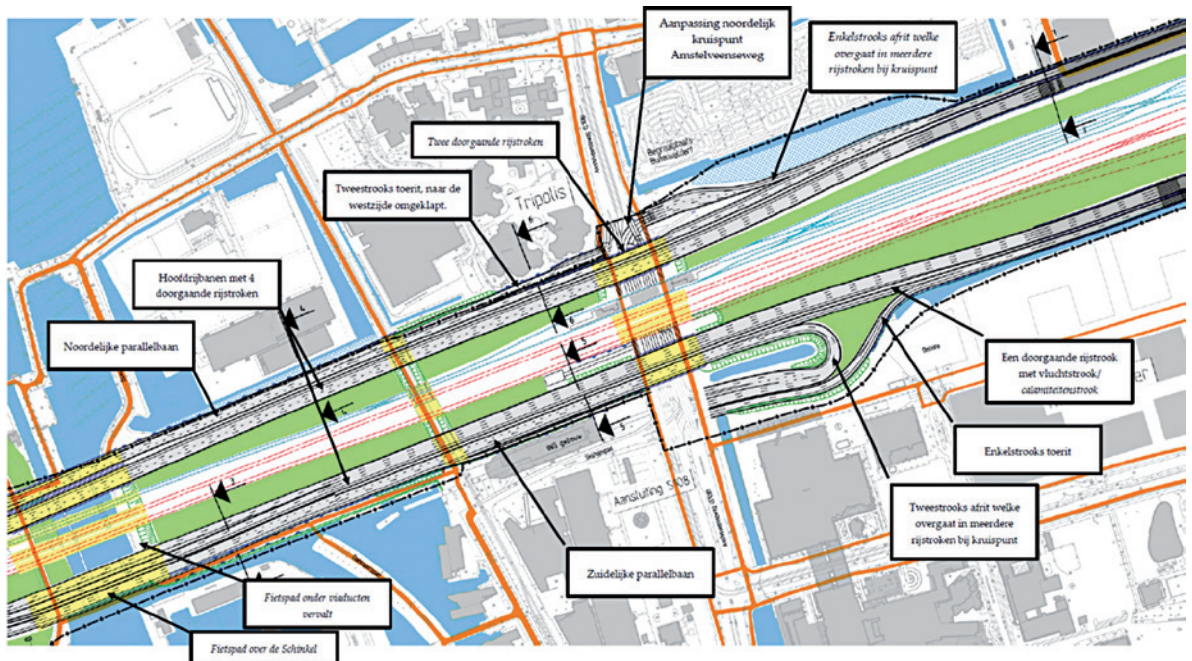 Aanpassing noordelijk
kruispunt
Amstelveenseweg
Enkelstrooks afrit welke
overgaat in meerdere
rijstroken bij kruispunt
Twee doorgaande rijstroken
Tweestrooks toerit, naar de
westzijde omgeklapt.
Tripolis
Hoofdrijbanen met 4
doorgaande rijstroken
Noordelijke parallelbaan
Een doorgaande rijstrook
met vluchtstrook/
calamiteitenstrook
Enkelstrooks toerit
Tweestrooks afrit welke
overgaat in meerdere
rijstroken bij kruispunt
Aansluiting S108
Zuidelijke parallelbaan
Fietspad onder viaducten
vervalt
Fietspad over de Schinkel